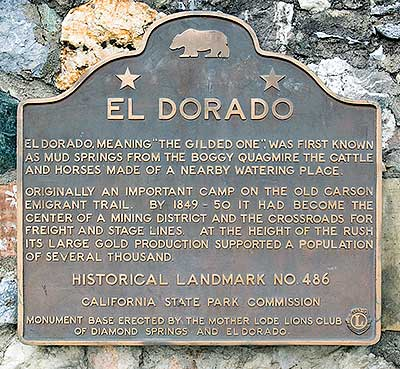 EL DORADO
EL DORADO, MEANING "THE GILDED ONE", WAS FIRST KNOWN
AS MUD SPRINGS FROM THE BOGGY QUAGMIRE THE CATTLE
AND HORSES MADE OF A NEARBY WATERING PLACE.
ORIGINALLY AN IMPORTANT CAMP ON THE OLD CARSON
EMIGRANT TRAIL. BY 1849-50 IT HAD BECOME THE
CENTER OF A MINING DISTRICT AND THE CROSSROADS FOR
FREIGHT AND STAGE LINES. AT THE HEIGHT OF THE RUSH
ITS LARGE GOLD PRODUCTION SUPPORTED A POPULATION
OF SEVERAL THOUSAND.
HISTORICAL LANDMARK NO. 486
CALIFORNIA STATE PARK COMMISSION
MONUMENT BASE ERECTED BY THE MOTHER LODE LIONS CLUB
OF DIAMOND SPRINGS AND EL DORADO.
L